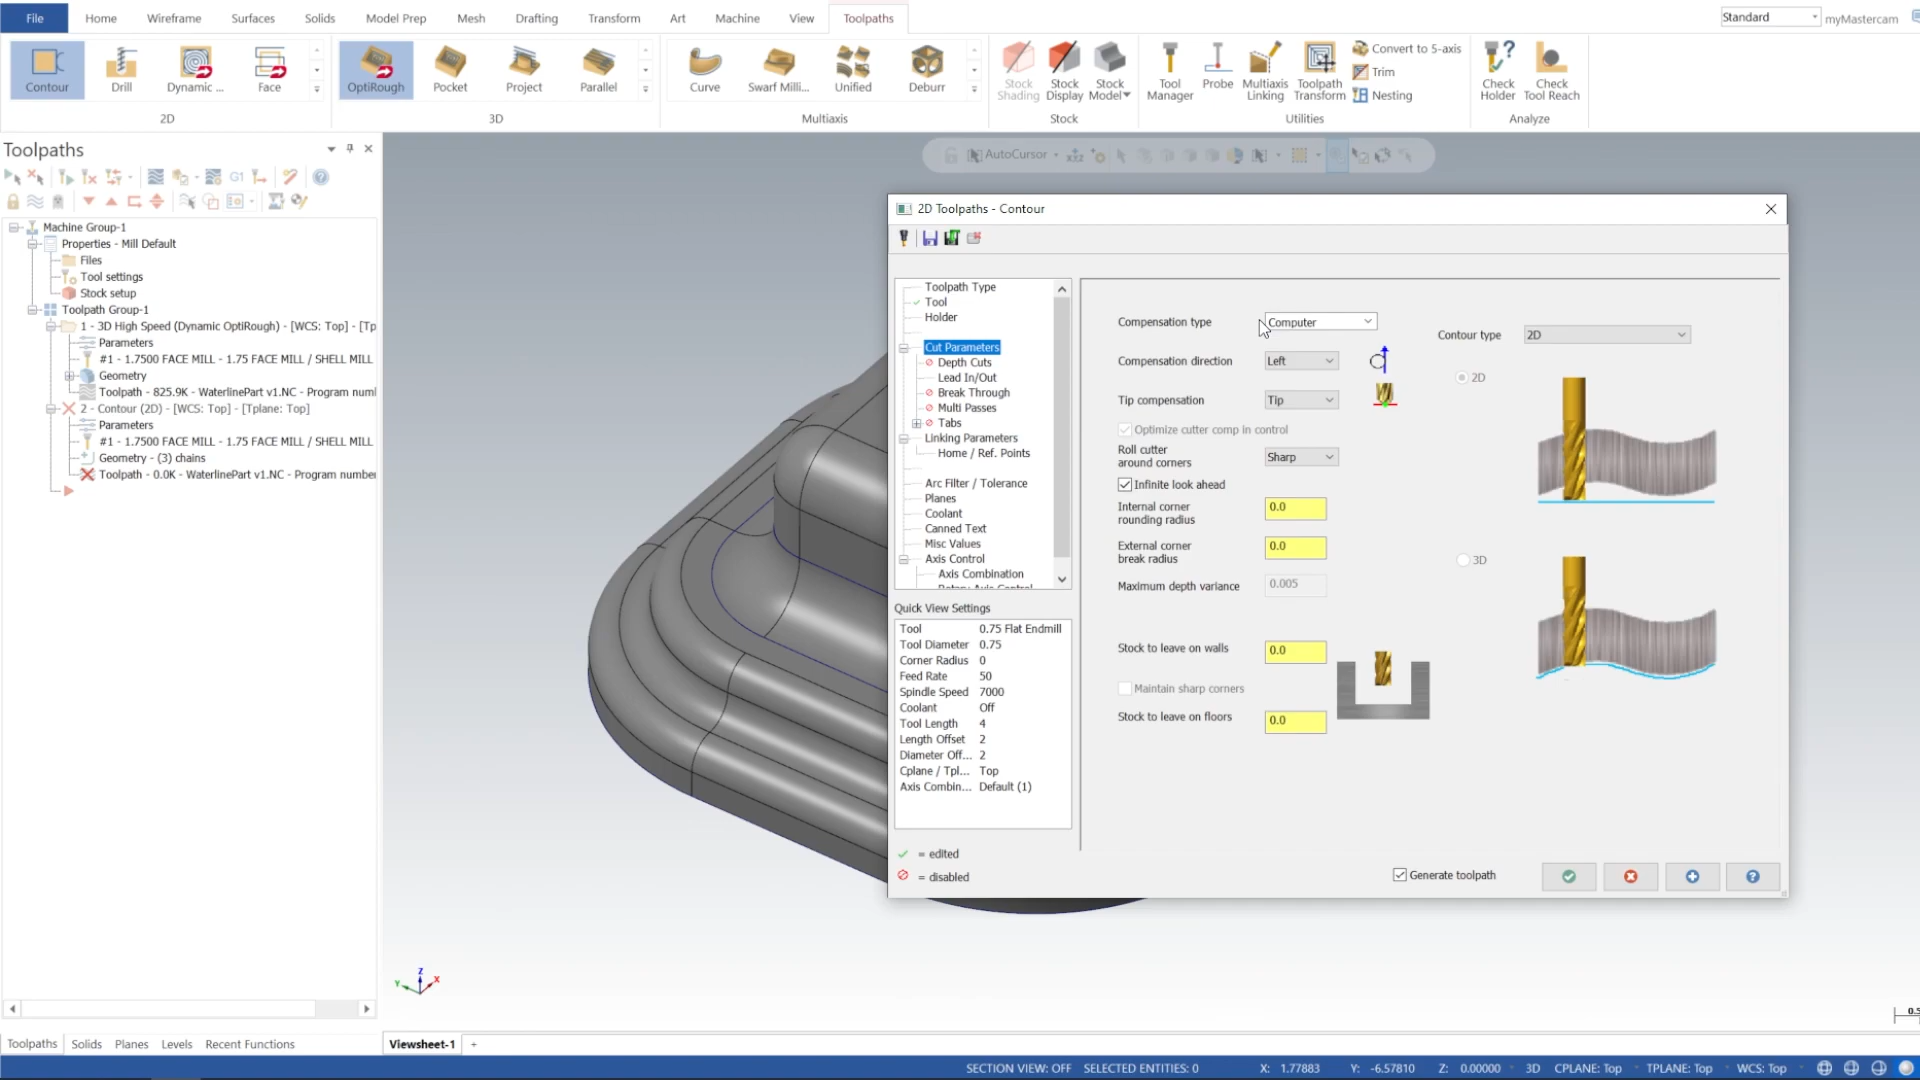 File Home Wireframe Surfaces Solids Model Prep Mesh Drafting Transform Art Machine View Toolpaths
Standard
myMastercam
Contour Drill Dynamic ... Face
2D
OptiRough Pocket Project Parallel
3D
Curve Swarf Milli... Unified Deburr
Multiaxis
Stock Shading
Stock Display
Stock Model
Stock
Tool Manager
Probe
Multiaxis Linking
Toolpath Transform
Convert to 5-axis
Trim
Nesting
Utilities
Check Holder
Check Tool Reach
Analyze
Toolpaths
G1
AutoCursor
Machine Group-1
Properties - Mill Default
Files
Tool settings
Stock setup
Toolpath Group-1
1 - 3D High Speed (Dynamic OptiRough) - [WCS: Top] - [Tp
Parameters
#1 - 1.7500 FACE MILL - 1.75 FACE MILL / SHELL MILL
Geometry
Toolpath - 825.9K - WaterlinePart v1.NC - Program numl
2 - Contour (2D) - [WCS: Top] - [Tplane: Top]
Parameters
#1 - 1.7500 FACE MILL - 1.75 FACE MILL / SHELL MILL
Geometry - (3) chains
Toolpath - 0.0K - WaterlinePart v1.NC - Program number
2D Toolpaths - Contour
Toolpath Type
Tool
Holder
Cut Parameters
Depth Cuts
Lead In/Out
Break Through
Multi Passes
Tabs
Linking Parameters
Home / Ref. Points
Arc Filter / Tolerance
Planes
Coolant
Canned Text
Misc Values
Axis Control
Axis Combination
Rotary Axis Control
Quick View Settings
Tool 0.75 Flat Endmill
Tool Diameter 0.75
Corner Radius 0
Feed Rate 50
Spindle Speed 7000
Coolant Off
Tool Length 4
Length Offset 2
Diameter Off... 2
Cplane / Tpl... Top
Axis Combin... Default (1)
= edited
= disabled
Compensation type Computer
Compensation direction Left
Tip compensation Tip
Optimize cutter comp in control
Roll cutter around corners Sharp
Infinite look ahead
Internal corner rounding radius 0.0
External corner break radius 0.0
Maximum depth variance 0.005
Stock to leave on walls 0.0
Maintain sharp corners
Stock to leave on floors 0.0
Contour type 2D
2D
3D
Generate toolpath
Z
X
Y
0.5
Toolpaths Solids Planes Levels Recent Functions
Viewsheet-1 +
SECTION VIEW: OFF SELECTED ENTITIES: 0 X: 1.77883 Y: -6.57810 Z: 0.00000 3D CPLANE: Top TPLANE: Top WCS: Top